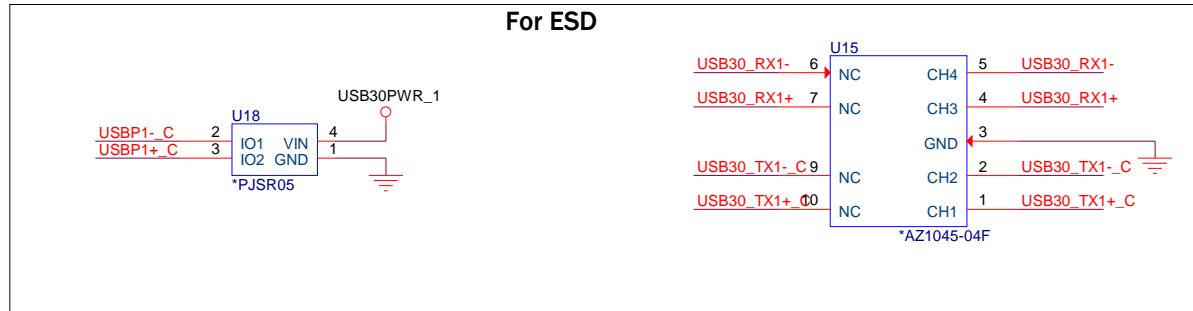 For ESD
U18
USB30PWR_1
USBP1-_C 2 IO1 VIN 4
USBP1+_C 3 IO2 GND 1
*PJSR05
U15
USB30_RX1- 6 NC CH4 5 USB30_RX1-
USB30_RX1+ 7 NC CH3 4 USB30_RX1+
GND 3
USB30_TX1-_C 9 NC CH2 2 USB30_TX1-_C
USB30_TX1+_C 10 NC CH1 1 USB30_TX1+_C
*AZ1045-04F